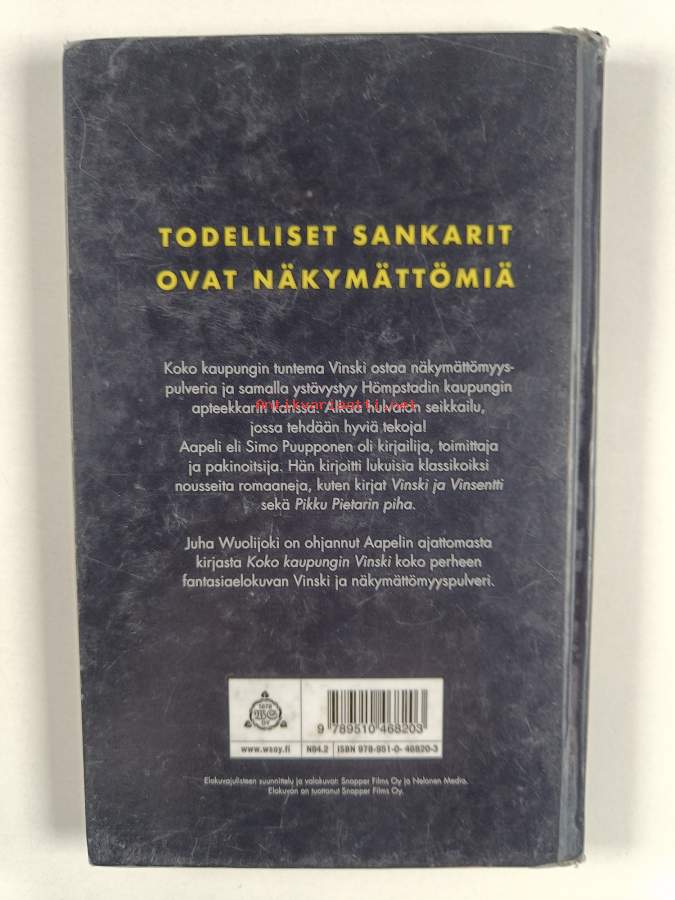 TODELLISET SANKARIT
OVAT NÄKYMÄTTÖMIÄ
Koko kaupungin tuntema Vinski ostaa näkymättömyys-
pulveria ja samalla ystävystyy Hömpstadin kaupungin
apteekkarin kanssa. Alkaa hulvaton seikkailu,
jossa tehdään hyviä tekoja!
Aapeli eli Simo Puupponen oli kirjailija, toimittaja
ja pakinoitsija. Hän kirjoitti lukuisia klassikoiksi
nousseita romaaneja, kuten kirjat Vinski ja Vinsentti
sekä Pikku Pietarin piha.
Juha Wuolijoki on ohjannut Aapelin ajattomasta
kirjasta Koko kaupungin Vinski koko perheen
fantasiaelokuvan Vinski ja näkymättömyyspulveri.
1878
WS
OY
9 789510 468203
www.wsoy.fi N84.2 ISBN 978-951-0- 46820-3
Elokuvajulisteen suunnittelu ja valokuvat: Snapper Films Oy ja Nelonen Media.
Elokuvan on tuottanut Snapper Films Oy.